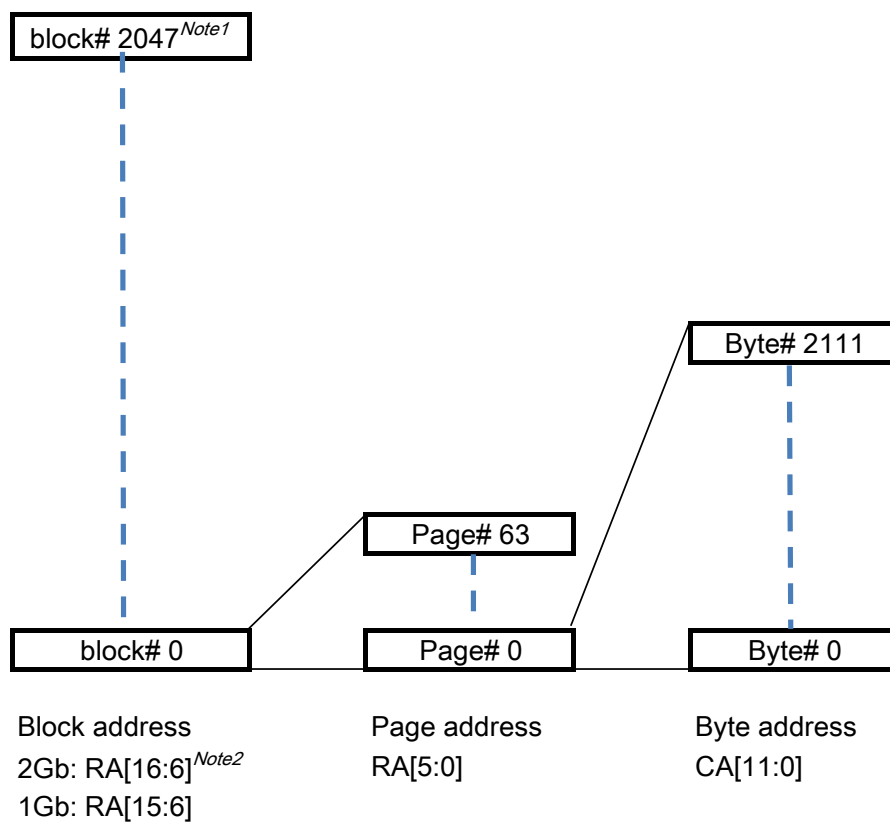 block# 2047Note1
Byte# 2111
Page# 63
block# 0
Page# 0
Byte# 0
Block address
2Gb: RA[16:6]Note2
1Gb: RA[15:6]
Page address
RA[5:0]
Byte address
CA[11:0]